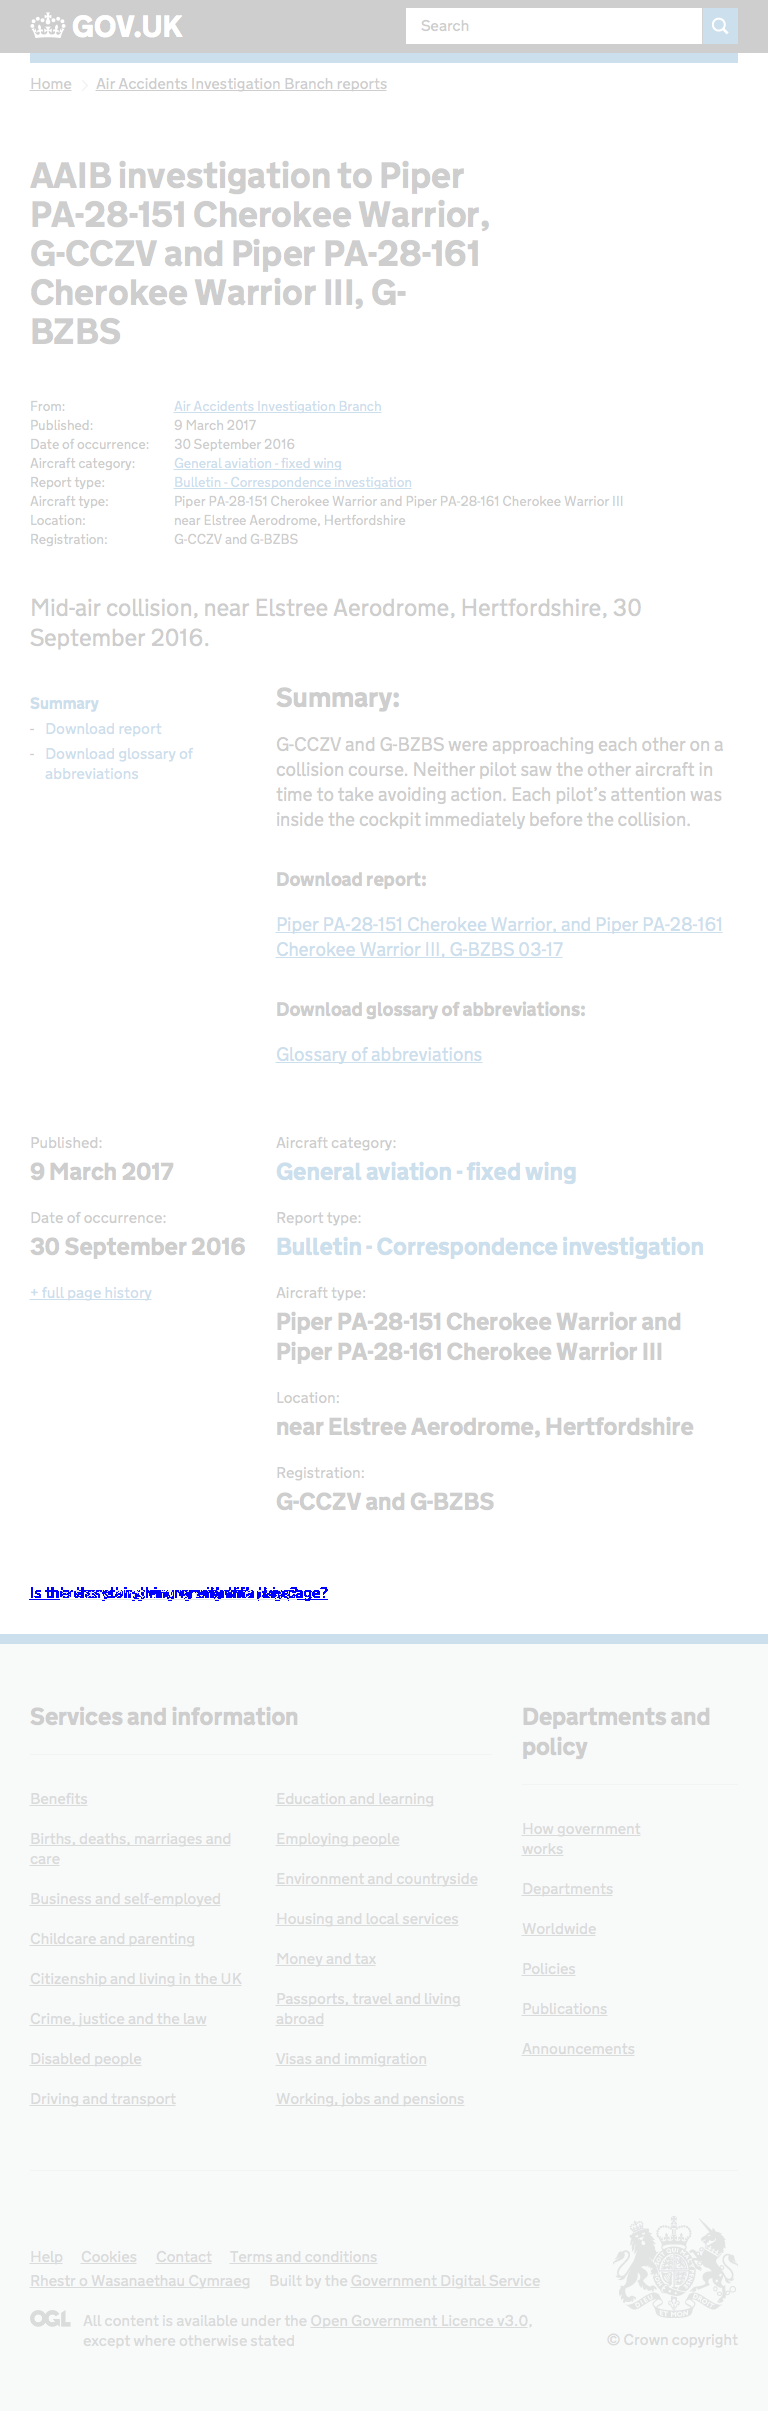 GOV.UK
Search
Home
Air Accidents Investigation Branch reports
AAIB investigation to Piper
PA-28-151 Cherokee Warrior,
G-CCZV and Piper PA-28-161
Cherokee Warrior III, G-
BZBS
From: Air Accidents Investigation Branch
Published: 9 March 2017
Date of occurrence: 30 September 2016
Aircraft category: General aviation - fixed wing
Report type: Bulletin - Correspondence investigation
Aircraft type: Piper PA-28-151 Cherokee Warrior and Piper PA-28-161 Cherokee Warrior III
Location: near Elstree Aerodrome, Hertfordshire
Registration: G-CCZV and G-BZBS
Mid-air collision, near Elstree Aerodrome, Hertfordshire, 30
September 2016.
Summary
- Download report
- Download glossary of
abbreviations
Summary:
G-CCZV and G-BZBS were approaching each other on a
collision course. Neither pilot saw the other aircraft in
time to take avoiding action. Each pilot's attention was
inside the cockpit immediately before the collision.
Download report:
Piper PA-28-151 Cherokee Warrior, and Piper PA-28-161
Cherokee Warrior III, G-BZBS 03-17
Download glossary of abbreviations:
Glossary of abbreviations
Published:
9 March 2017
Date of occurrence:
30 September 2016
+ full page history
Aircraft category:
General aviation - fixed wing
Report type:
Bulletin - Correspondence investigation
Aircraft type:
Piper PA-28-151 Cherokee Warrior and
Piper PA-28-161 Cherokee Warrior III
Location:
near Elstree Aerodrome, Hertfordshire
Registration:
G-CCZV and G-BZBS
Services and information
Benefits
Births, deaths, marriages and
care
Business and self-employed
Childcare and parenting
Citizenship and living in the UK
Crime, justice and the law
Disabled people
Driving and transport
Education and learning
Employing people
Environment and countryside
Housing and local services
Money and tax
Passports, travel and living
abroad
Visas and immigration
Working, jobs and pensions
Departments and
policy
How government
works
Departments
Worldwide
Policies
Publications
Announcements
Help Cookies Contact Terms and conditions
Rhestr o Wasanaethau Cymraeg Built by the Government Digital Service
OGL All content is available under the Open Government Licence v3.0,
except where otherwise stated
© Crown copyright